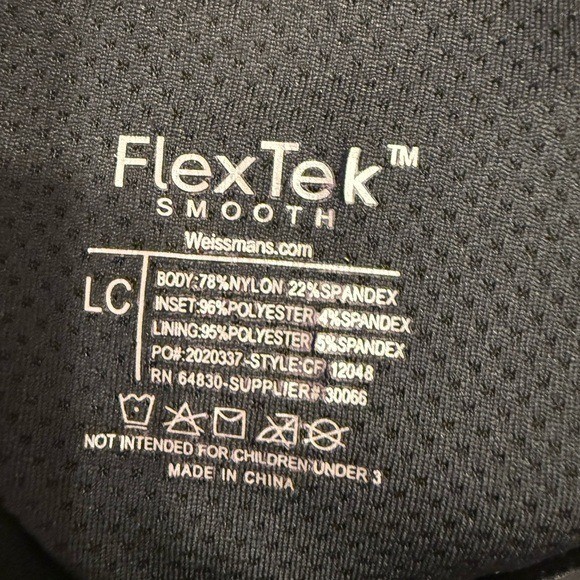 FlexTek™
SMOOTH
Weissmans.com
LC
BODY:78%NYLON 22%SPANDEX
INSET:96%POLYESTER 4%SPANDEX
LINING:95%POLYESTER 5%SPANDEX
PO#:2020337-STYLE:CF 12048
RN 64830-SUPPLIER# 30066
NOT INTENDED FOR CHILDREN UNDER 3
MADE IN CHINA